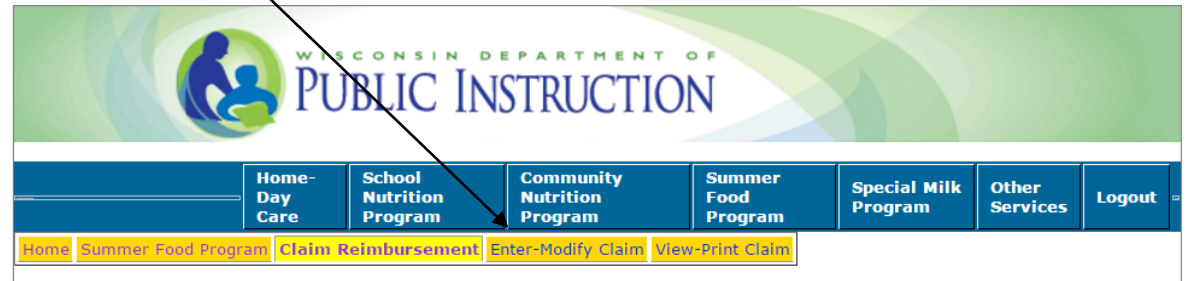 WISCONSIN DEPARTMENT OF
PUBLIC INSTRUCTION
Home-Day Care
School Nutrition Program
Community Nutrition Program
Summer Food Program
Special Milk Program
Other Services
Logout
Home Summer Food Program Claim Reimbursement Enter-Modify Claim View-Print Claim